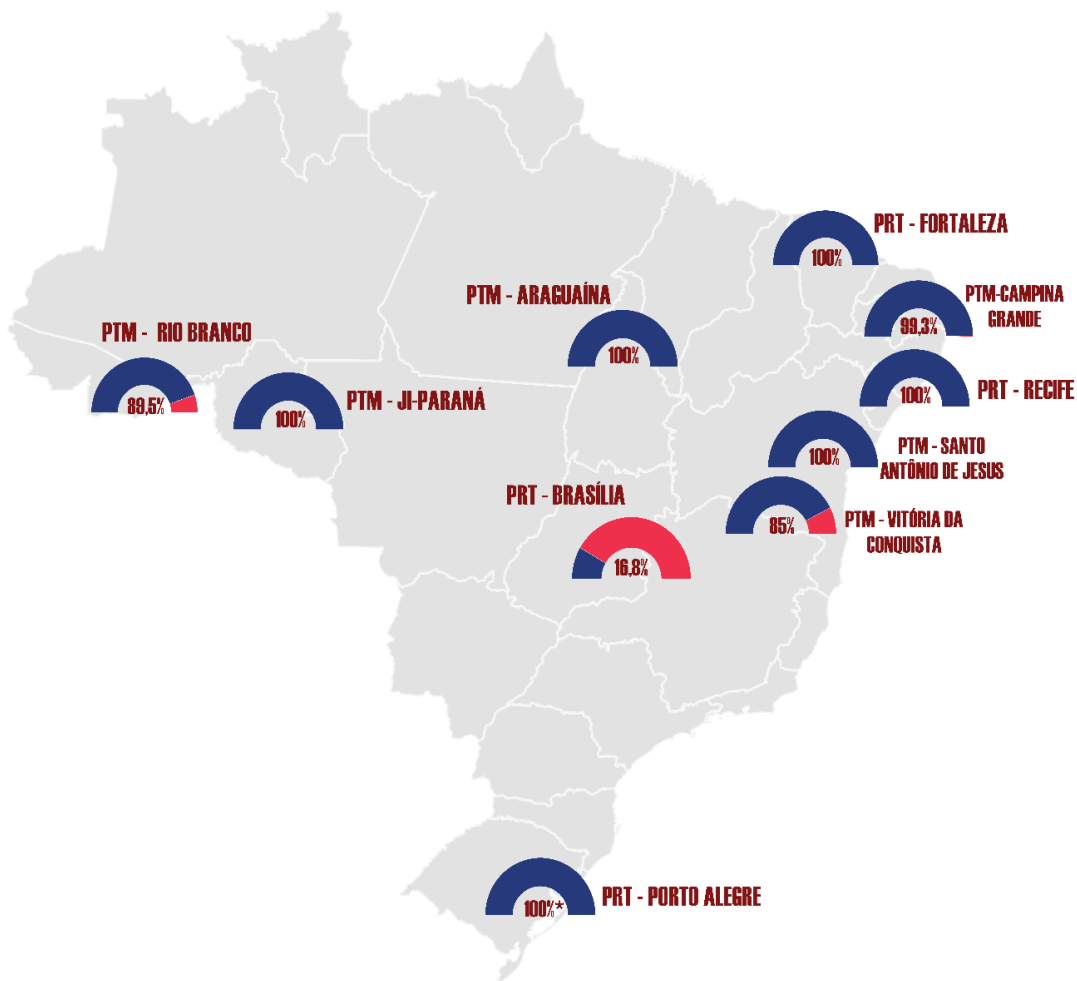 PRT - FORTALEZA
100%
PTM - ARAGUAÍNA
100%
PTM-CAMPINA
GRANDE
99,3%
PTM -  RIO BRANCO
89,5%
PTM - JI-PARANÁ
100%
PRT - RECIFE
100%
PTM - SANTO
ANTÔNIO DE JESUS
100%
PRT - BRASÍLIA
16,8%
PTM - VITÓRIA DA
CONQUISTA
85%
PRT - PORTO ALEGRE
100%*